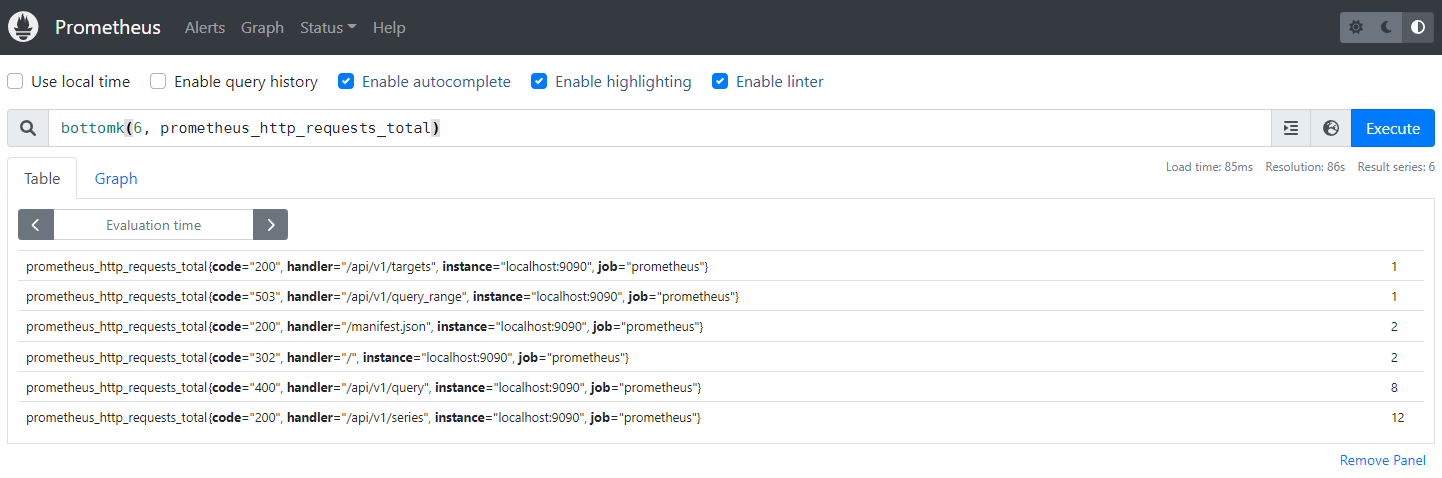 Prometheus Alerts Graph Status Help
Use local time Enable query history Enable autocomplete Enable highlighting Enable linter
bottomk(6, prometheus_http_requests_total) Execute
Table Graph Load time: 85ms Resolution: 86s Result series: 6
Evaluation time
prometheus_http_requests_total{code="200", handler="/api/v1/targets", instance="localhost:9090", job="prometheus"} 1
prometheus_http_requests_total{code="503", handler="/api/v1/query_range", instance="localhost:9090", job="prometheus"} 1
prometheus_http_requests_total{code="200", handler="/manifest.json", instance="localhost:9090", job="prometheus"} 2
prometheus_http_requests_total{code="302", handler="/", instance="localhost:9090", job="prometheus"} 2
prometheus_http_requests_total{code="400", handler="/api/v1/query", instance="localhost:9090", job="prometheus"} 8
prometheus_http_requests_total{code="200", handler="/api/v1/series", instance="localhost:9090", job="prometheus"} 12
Remove Panel